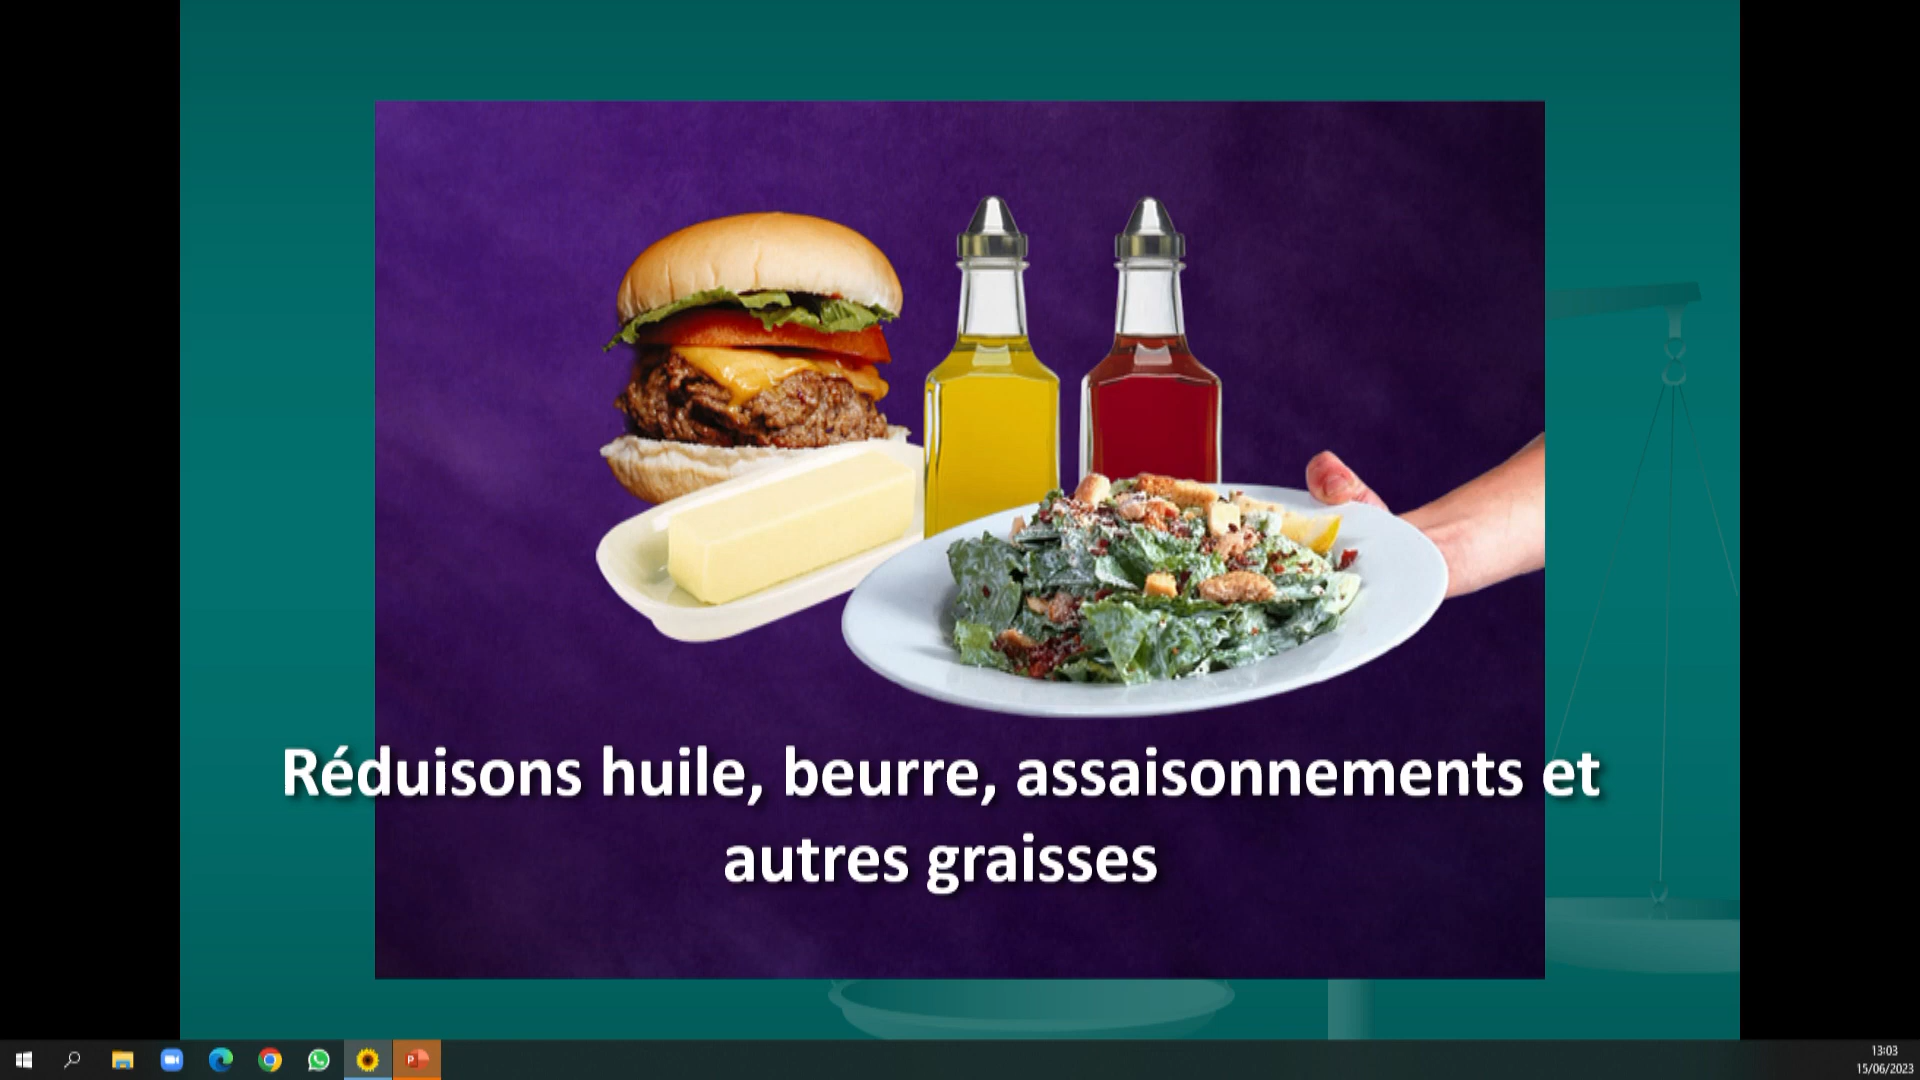 Réduisons huile, beurre, assaisonnements et
autres graisses
13:03
15/06/2023